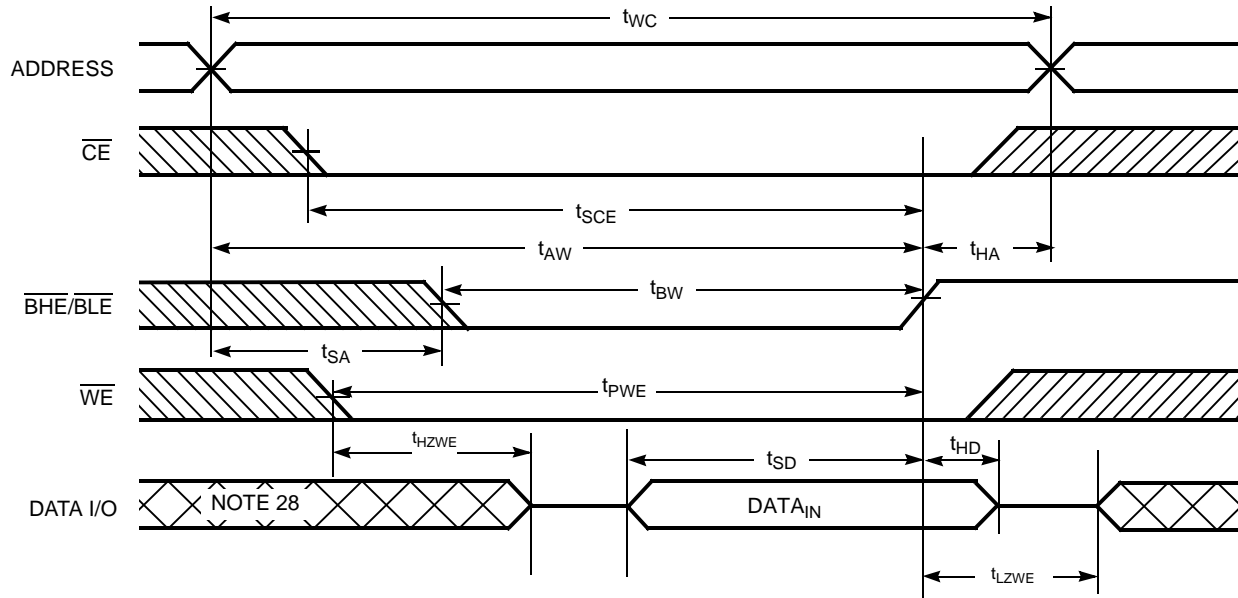 tWC
ADDRESS
CE
tSCE
tAW
tHA
BHE/BLE
tBW
tSA
WE
tPWE
tHZWE
tSD
tHD
DATA I/O
NOTE 28
DATAIN
tLZWE